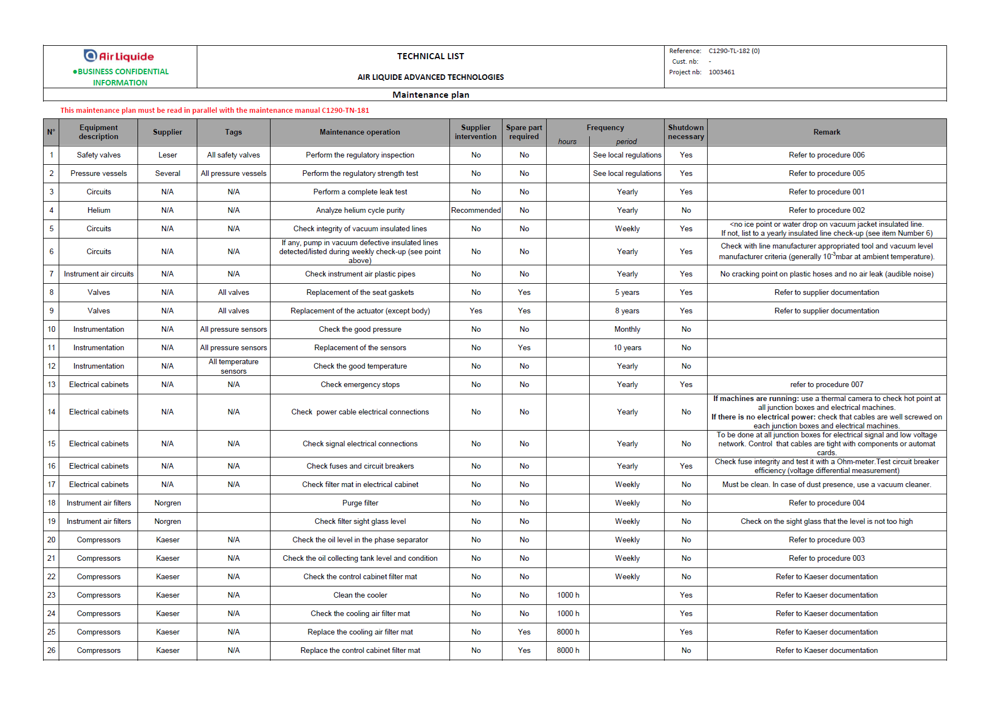 Air Liquide
●BUSINESS CONFIDENTIAL
INFORMATION
TECHNICAL LIST
AIR LIQUIDE ADVANCED TECHNOLOGIES
Reference: C1290-TL-182 (0)
Cust. nb: -
Project nb: 1003461
Maintenance plan
This maintenance plan must be read in parallel with the maintenance manual C1290-TN-181
N° Equipment description Supplier Tags Maintenance operation Supplier intervention Spare part required Frequency hours period Shutdown necessary Remark
1 Safety valves Leser All safety valves Perform the regulatory inspection No No See local regulations Yes Refer to procedure 006
2 Pressure vessels Several All pressure vessels Perform the regulatory strength test No No See local regulations Yes Refer to procedure 005
3 Circuits N/A N/A Perform a complete leak test No No Yearly Yes Refer to procedure 001
4 Helium N/A N/A Analyze helium cycle purity Recommended No Yearly No Refer to procedure 002
5 Circuits N/A N/A Check integrity of vacuum insulated lines No No Weekly Yes <no ice point or water drop on vacuum jacket insulated line.
If not, list to a yearly insulated line check-up (see item Number 6)
6 Circuits N/A N/A If any, pump in vacuum defective insulated lines
detected/listed during weekly check-up (see point
above) No No Yearly Yes Check with line manufacturer appropriated tool and vacuum level
manufacturer criteria (generally 10-3mbar at ambient temperature).
7 Instrument air circuits N/A N/A Check instrument air plastic pipes No No Yearly Yes No cracking point on plastic hoses and no air leak (audible noise)
8 Valves N/A All valves Replacement of the seat gaskets No Yes 5 years Yes Refer to supplier documentation
9 Valves N/A All valves Replacement of the actuator (except body) Yes Yes 8 years Yes Refer to supplier documentation
10 Instrumentation N/A All pressure sensors Check the good pressure No No Monthly No
11 Instrumentation N/A All pressure sensors Replacement of the sensors No Yes 10 years No
12 Instrumentation N/A All temperature
sensors Check the good temperature No No Yearly No
13 Electrical cabinets N/A N/A Check emergency stops No No Yearly Yes refer to procedure 007
14 Electrical cabinets N/A N/A Check power cable electrical connections No No Yearly No If machines are running: use a thermal camera to check hot point at
all junction boxes and electrical machines.
If there is no electrical power: check that cables are well screwed on
each junction boxes and electrical machines.
15 Electrical cabinets N/A N/A Check signal electrical connections No No Yearly No To be done at all junction boxes for electrical signal and low voltage
network. Control that cables are tight with components or automat
cards.
16 Electrical cabinets N/A N/A Check fuses and circuit breakers No No Yearly Yes Check fuse integrity and test it with a Ohm-meter.Test circuit breaker
efficiency (voltage differential measurement)
17 Electrical cabinets N/A N/A Check filter mat in electrical cabinet No No Weekly No Must be clean. In case of dust presence, use a vacuum cleaner.
18 Instrument air filters Norgren Purge filter No No Weekly No Refer to procedure 004
19 Instrument air filters Norgren Check filter sight glass level No No Weekly No Check on the sight glass that the level is not too high
20 Compressors Kaeser N/A Check the oil level in the phase separator No No Weekly No Refer to procedure 003
21 Compressors Kaeser N/A Check the oil collecting tank level and condition No No Weekly No Refer to procedure 003
22 Compressors Kaeser N/A Check the control cabinet filter mat No No Weekly No Refer to Kaeser documentation
23 Compressors Kaeser N/A Clean the cooler No No 1000 h Yes Refer to Kaeser documentation
24 Compressors Kaeser N/A Check the cooling air filter mat No No 1000 h Yes Refer to Kaeser documentation
25 Compressors Kaeser N/A Replace the cooling air filter mat No Yes 8000 h Yes Refer to Kaeser documentation
26 Compressors Kaeser N/A Replace the control cabinet filter mat No Yes 8000 h No Refer to Kaeser documentation